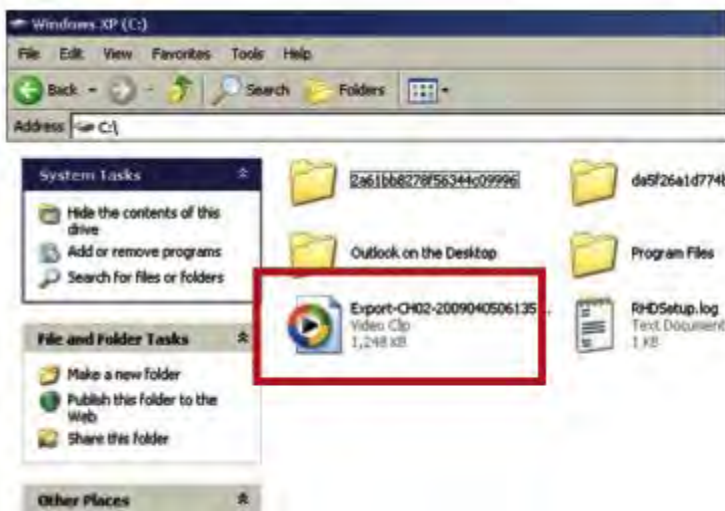 Windows XP (C:)
File Edit View Favorites Tools Help
Back Search Folders
Address C:\
System Tasks
Hide the contents of this
drive
Add or remove programs
Search for files or folders
File and Folder Tasks
Make a new folder
Publish this folder to the
Web
Share this folder
Other Places
2a61bb8278f56344c09996
da5f26a1d774b
Outlook on the Desktop
Program Files
Export-CH02-2009040506135...
Video Clip
1,248 KB
RHDSetup.log
Text Document
1 KB